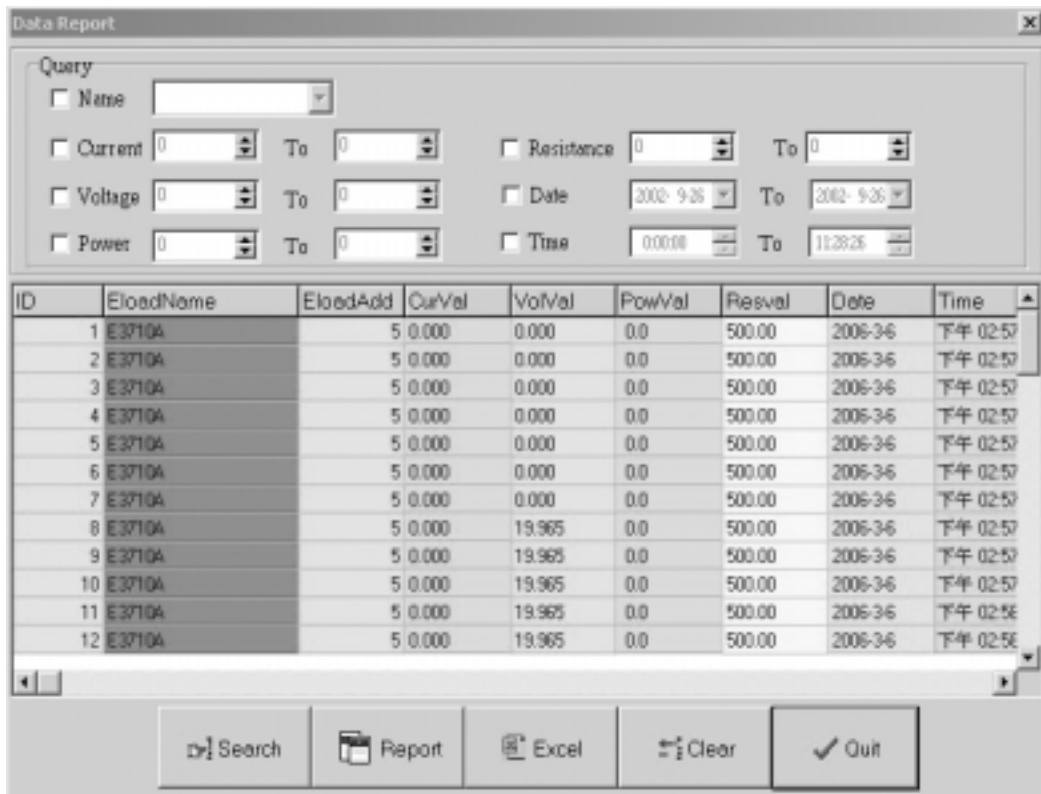 Data Report
Query
Name
Current 0 To 0 Resistance 0 To 0
Voltage 0 To 0 Date 2002- 9-26 To 2002- 9-26
Power 0 To 0 Time 0:00:00 To 11:28:26
ID EloadName EloadAdd CurVal VolVal PowVal Resval Date Time
1 E3710A 5 0.000 0.000 0.0 500.00 2006-3-6 下午 02:57
2 E3710A 5 0.000 0.000 0.0 500.00 2006-3-6 下午 02:57
3 E3710A 5 0.000 0.000 0.0 500.00 2006-3-6 下午 02:57
4 E3710A 5 0.000 0.000 0.0 500.00 2006-3-6 下午 02:57
5 E3710A 5 0.000 0.000 0.0 500.00 2006-3-6 下午 02:57
6 E3710A 5 0.000 0.000 0.0 500.00 2006-3-6 下午 02:57
7 E3710A 5 0.000 0.000 0.0 500.00 2006-3-6 下午 02:57
8 E3710A 5 0.000 19.965 0.0 500.00 2006-3-6 下午 02:57
9 E3710A 5 0.000 19.965 0.0 500.00 2006-3-6 下午 02:57
10 E3710A 5 0.000 19.965 0.0 500.00 2006-3-6 下午 02:57
11 E3710A 5 0.000 19.965 0.0 500.00 2006-3-6 下午
12 E3710A 5 0.000 19.965 0.0 500.00 2006-3-6 下午
Search Report Excel Clear Quit